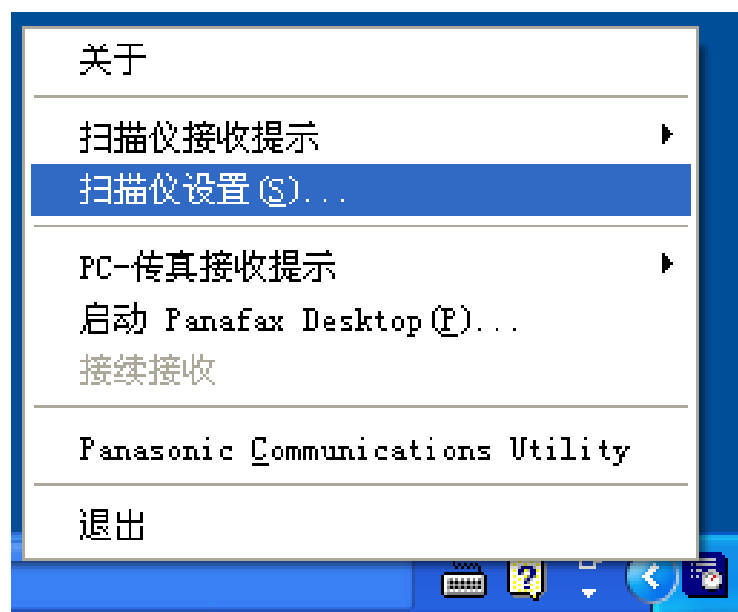 关于
扫描仪接收提示
扫描仪设置(S)...
PC-传真接收提示
启动 Panafax Desktop(P)...
接续接收
Panasonic Communications Utility
退出